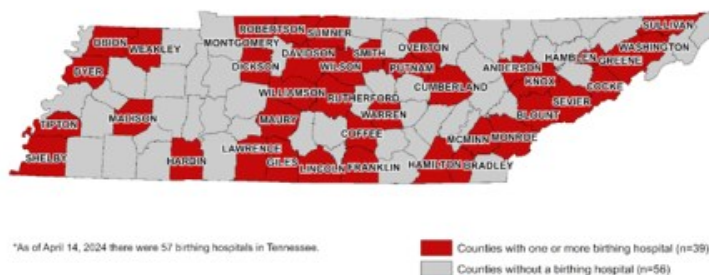 SULLIVAN
ROBERTSON
SUMNER
OBION
WEAKLEY
MONTGOMERY
OVERTON
WASHINGTON
DAVIDSON
SMITH
HAMBLEN
GREENE
DYER
DICKSON
WILSON
PUTNAM
ANDERSON
KNOX
COCKE
WILLIAMSON
CUMBERLAND
SEVIER
RUTHERFORD
TIPTON
MADISON
MAURY
WARREN
BLOUNT
COFFEE
MCMINN
MONROE
SHELBY
HARDIN
LAWRENCE
GILES
LINCOLN
FRANKLIN
HAMILTON
BRADLEY
*As of April 14, 2024 there were 57 birthing hospitals in Tennessee.
Counties with one or more birthing hospital (n=39)
Counties without a birthing hospital (n=56)